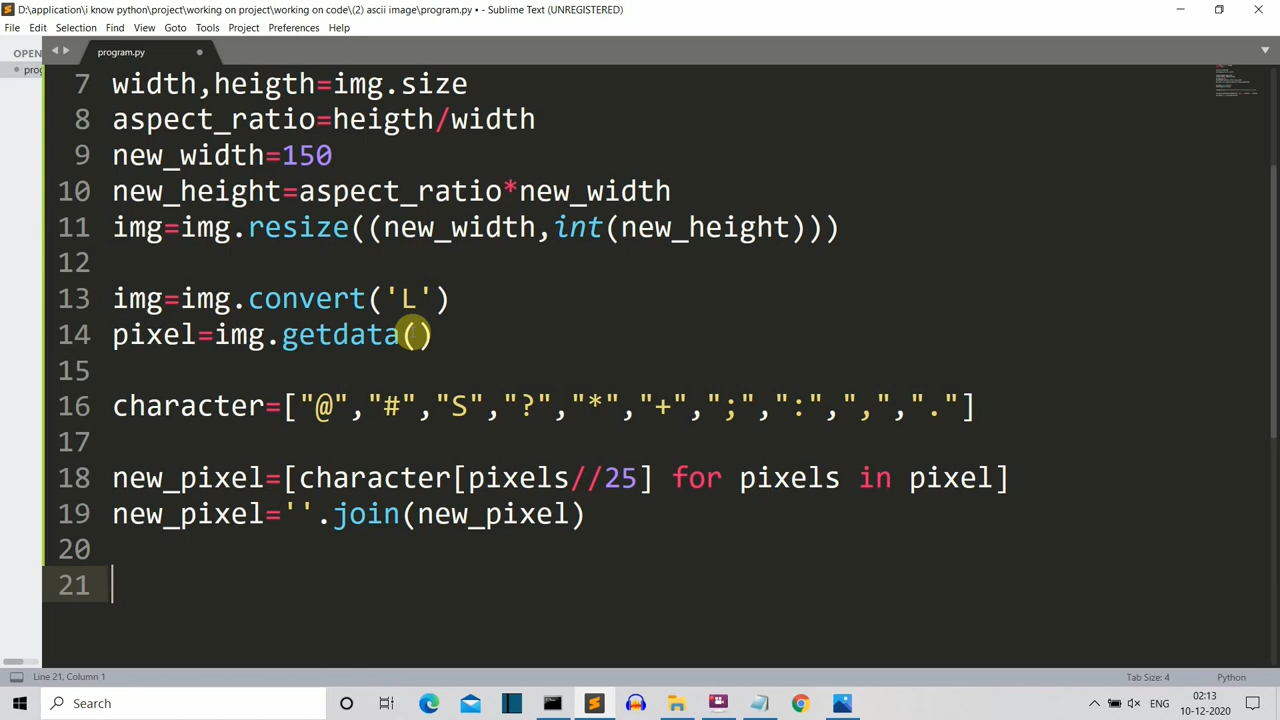 D:\application\i know python\project\working on project\working on code\(2) ascii image\program.py • - Sublime Text (UNREGISTERED)
File Edit Selection Find View Goto Tools Project Preferences Help
OPEN program.py
prog
7 width,heigth=img.size
8 aspect_ratio=heigth/width
9 new_width=150
10 new_height=aspect_ratio*new_width
11 img=img.resize((new_width,int(new_height)))
12
13 img=img.convert('L')
14 pixel=img.getdata()
15
16 character=["@","#","S","?","*","+",";",":",",","."]
17
18 new_pixel=[character[pixels//25] for pixels in pixel]
19 new_pixel=''.join(new_pixel)
20
21
Line 21, Column 1 Tab Size: 4 Python
Search ENG 02:13
10-12-2020